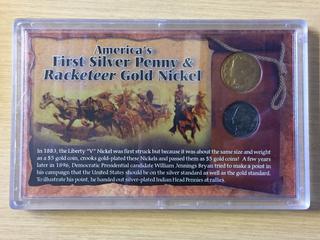 America's
First Silver Penny &
Racketeer Gold Nickel
In 1883, the Liberty "V" Nickel was first struck but because it was about the same size and weight
as a $5 gold coin, crooks gold-plated these Nickels and passed them as $5 gold coins! A few years
later in 1896, Democratic Presidential candidate William Jennings Bryan tried to make a point in
his campaign that the United States should be on the silver standard as well as the gold standard.
To illustrate his point, he handed out silver-plated Indian Head Pennies at rallies.